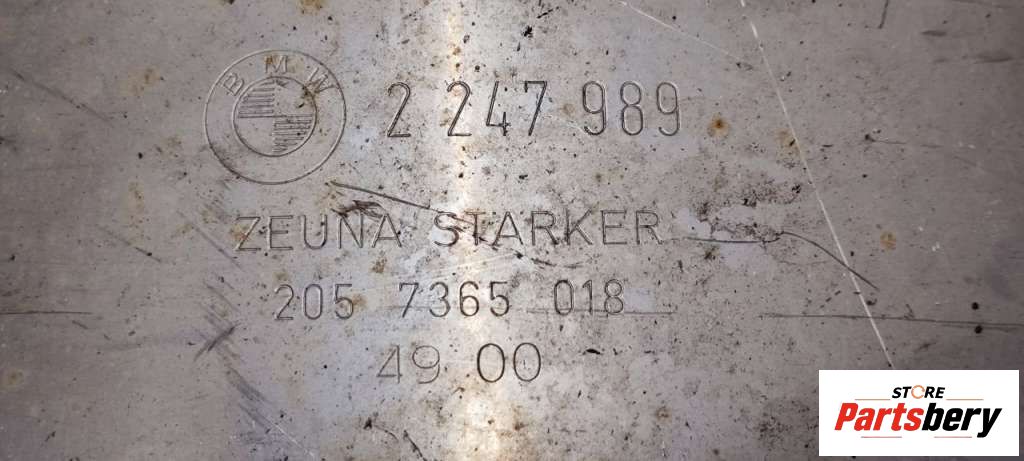 BMW 2 247 989
ZEUNA STARKER
205 7365 018
49 00
STORE
Partsbery